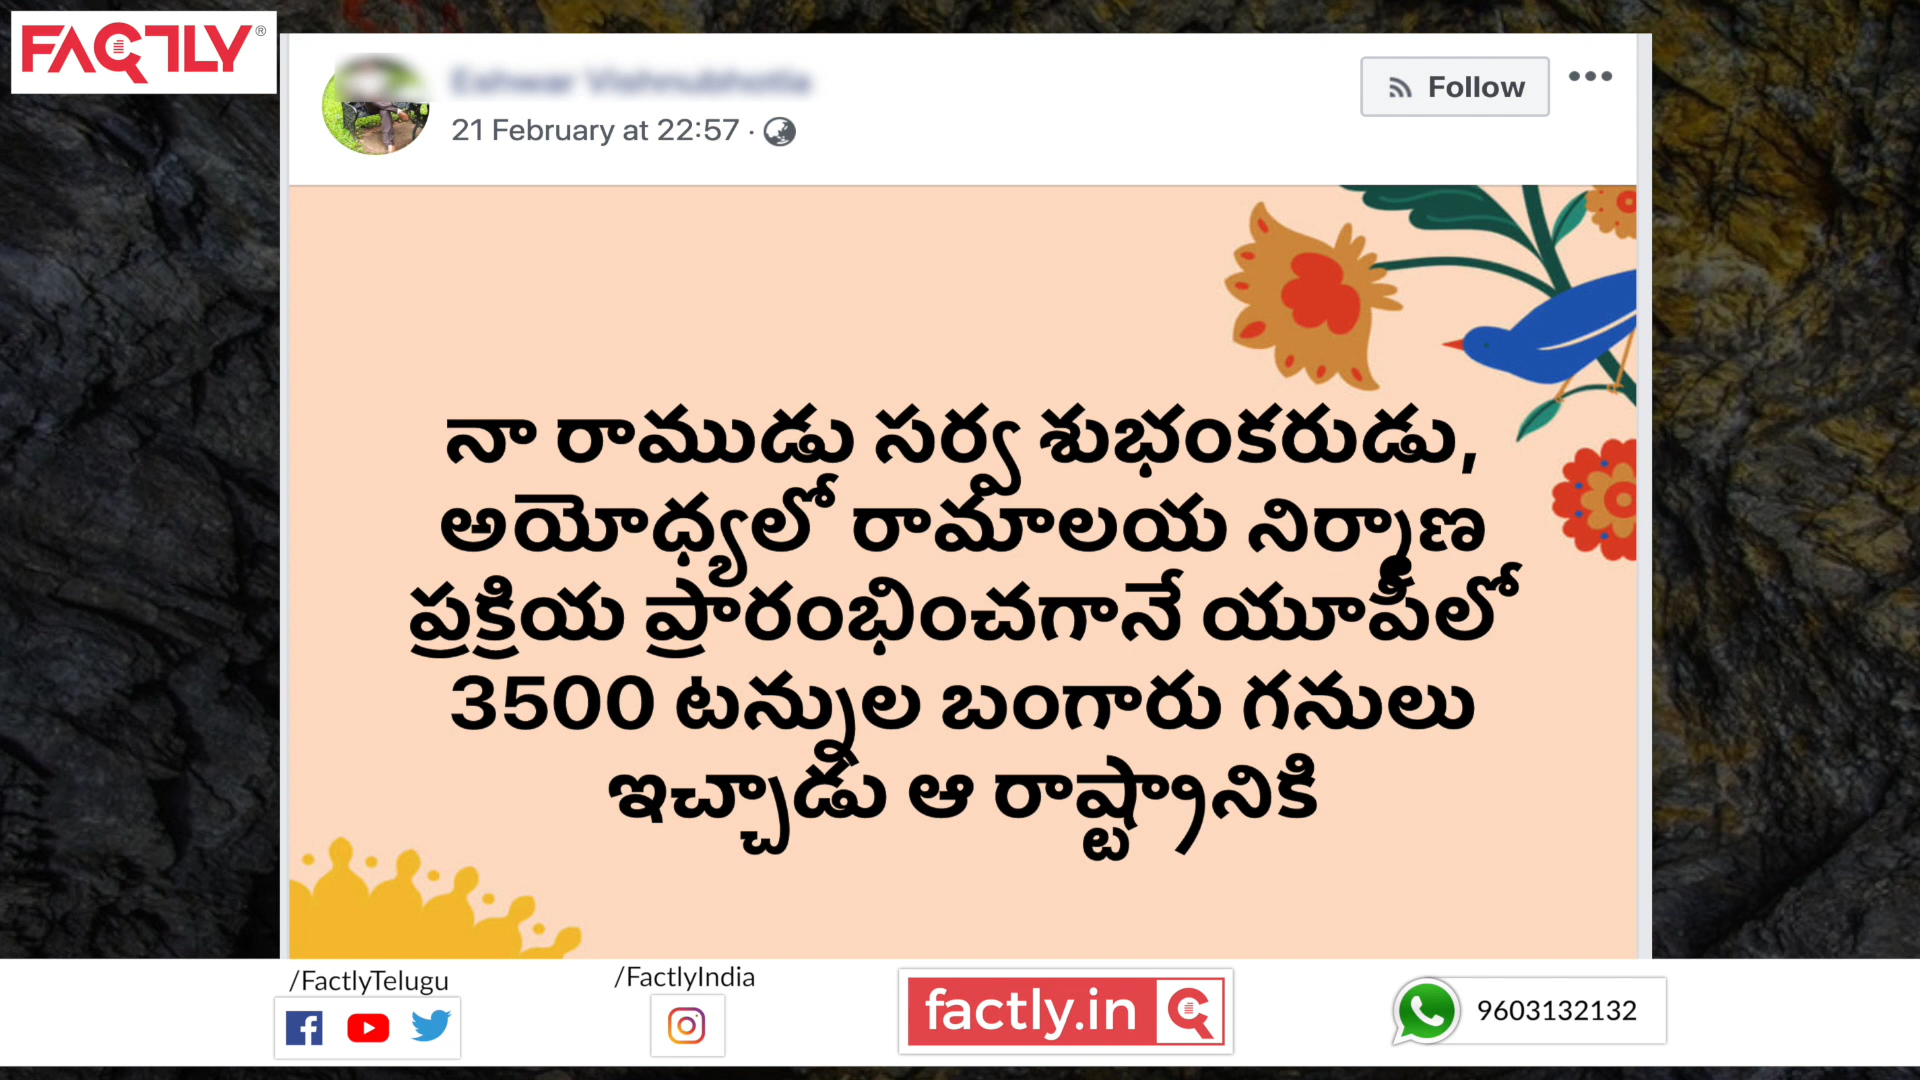 FACTLY®
21 February at 22:57 ·
Follow
నా రాముడు సర్వ శుభంకరుడు,
అయోధ్యలో రామాలయ నిర్మాణ
ప్రక్రియ ప్రారంభించగానే యూపీలో
3500 టన్నుల బంగారు గనులు
ఇచ్చాడు ఆ రాష్ట్రానికి
/FactlyTelugu
/FactlyIndia
factly.in
9603132132